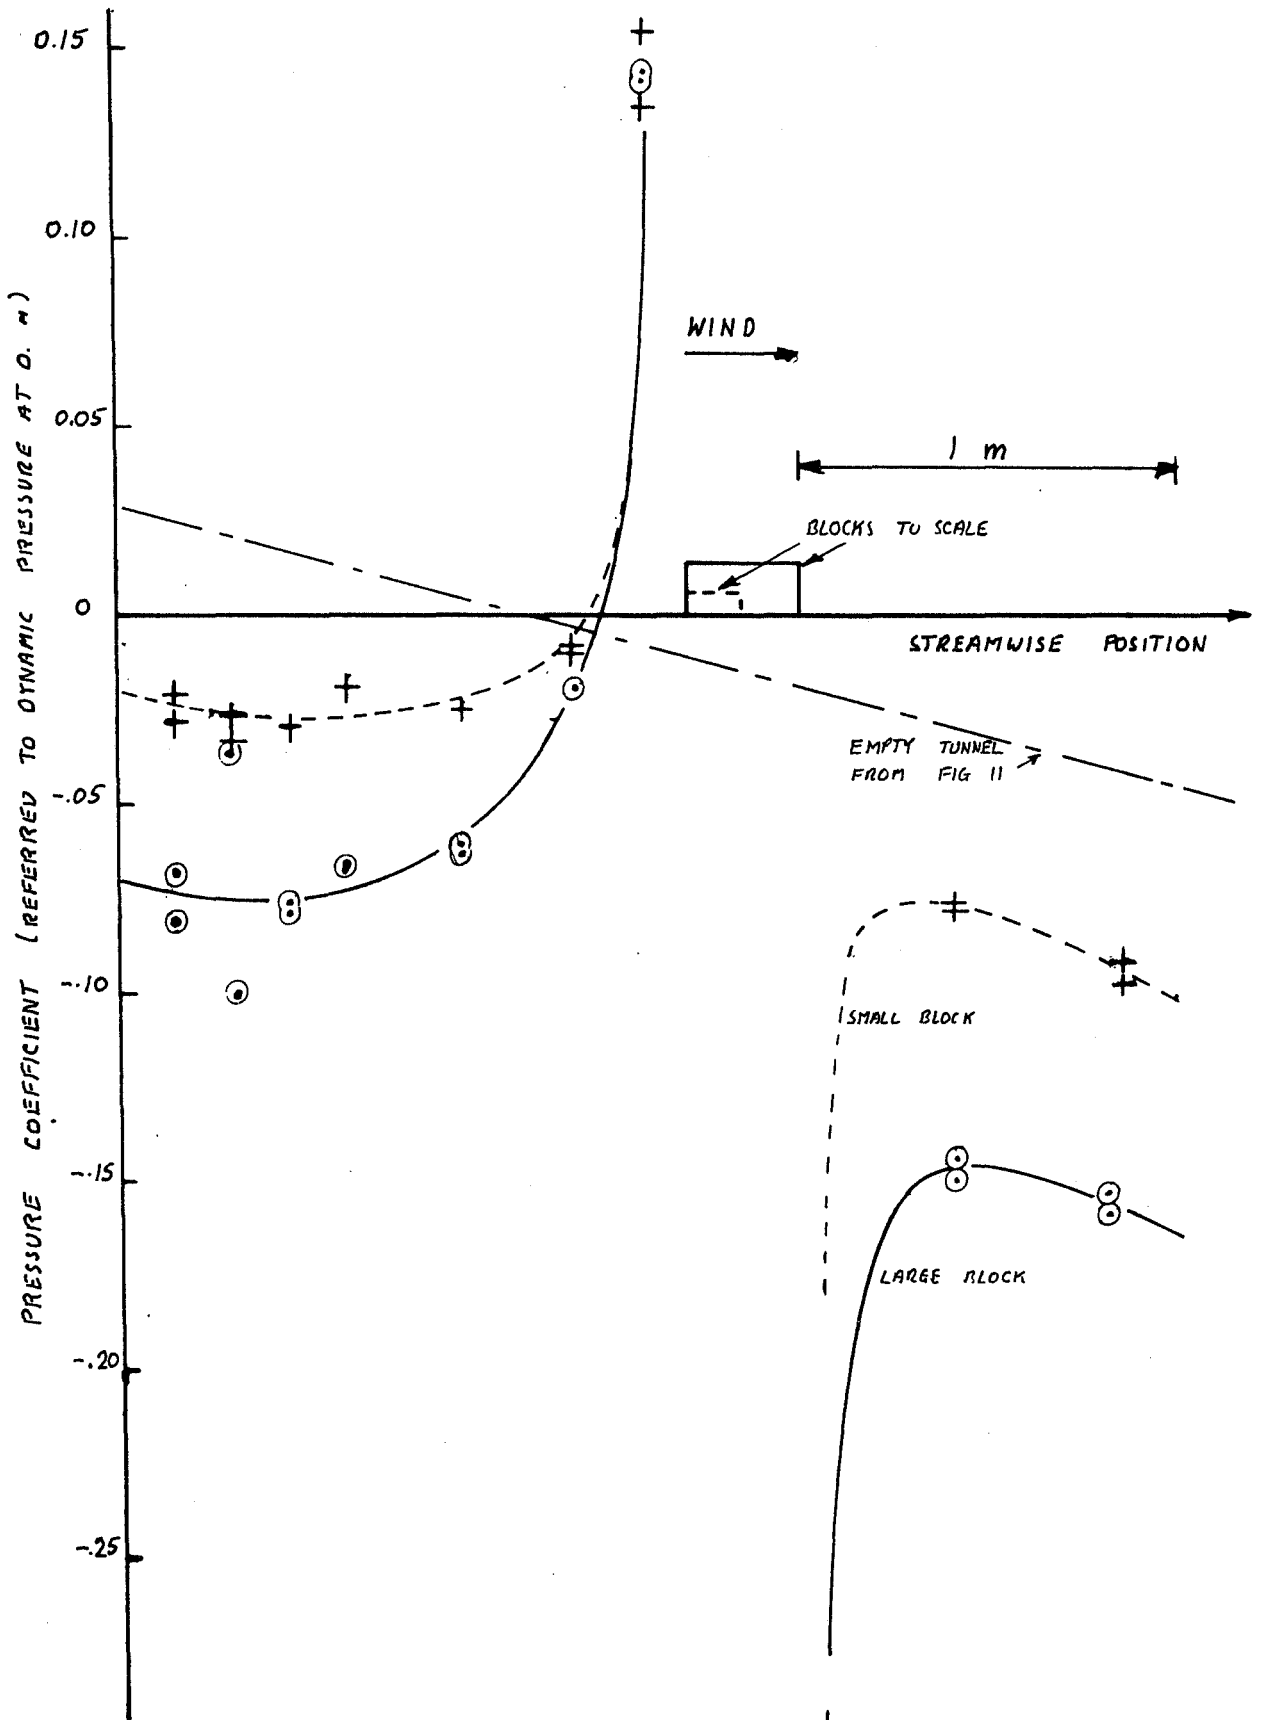 0.15
0.10
0.05
0
-.05
-.10
-.15
-.20
-.25
PRESSURE COEFFICIENT (REFERRED TO DYNAMIC PRESSURE AT O. M)
WIND
1 m
BLOCKS TO SCALE
STREAMWISE POSITION
EMPTY TUNNEL
FROM FIG 11
SMALL BLOCK
LARGE BLOCK